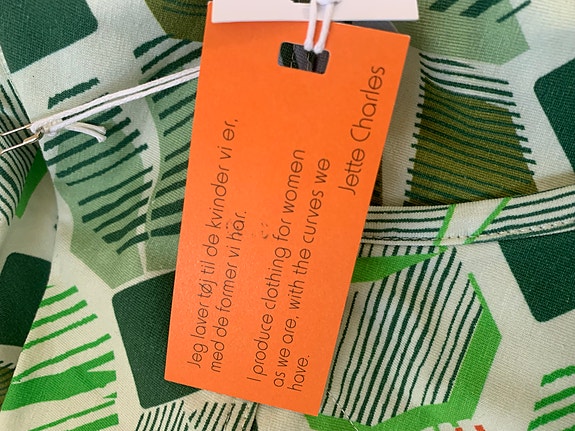 Jeg laver tøj til de kvinder vi er,
med de former vi har.
I produce clothing for women
as we are, with the curves we
have.
Jette Charles